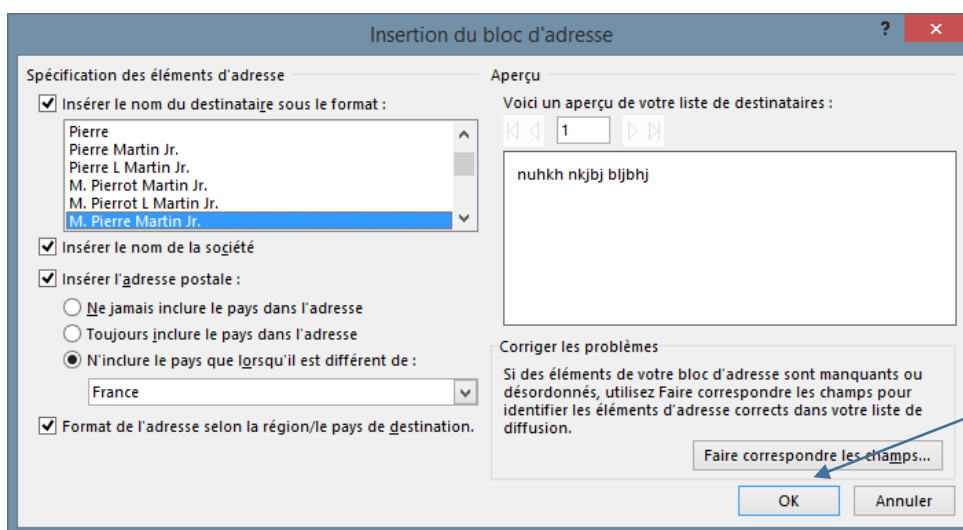 Insertion du bloc d'adresse
? ×
Spécification des éléments d'adresse
Insérer le nom du destinataire sous le format :
Pierre
Pierre Martin Jr.
Pierre L Martin Jr.
M. Pierrot Martin Jr.
M. Pierrot L Martin Jr.
M. Pierre Martin Jr.
Insérer le nom de la société
Insérer l'adresse postale :
Ne jamais inclure le pays dans l'adresse
Toujours inclure le pays dans l'adresse
N'inclure le pays que lorsqu'il est différent de :
France
Format de l'adresse selon la région/le pays de destination.
Aperçu
Voici un aperçu de votre liste de destinataires :
1
nuhkh nkjbj bljbhj
Corriger les problèmes
Si des éléments de votre bloc d'adresse sont manquants ou
désordonnés, utilisez Faire correspondre les champs pour
identifier les éléments d'adresse corrects dans votre liste de
diffusion.
Faire correspondre les champs...
OK
Annuler